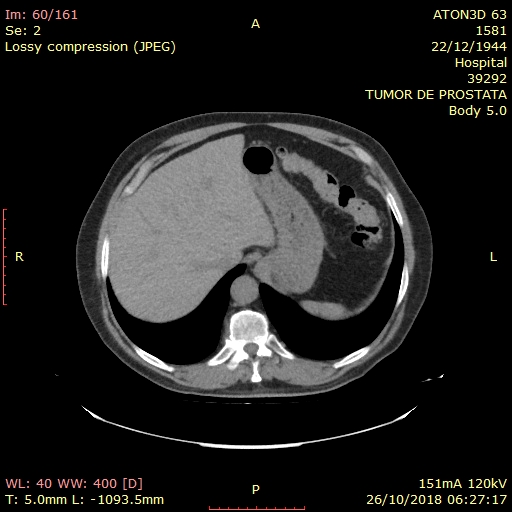 Im: 60/161
Se: 2
Lossy compression (JPEG)
A
ATON3D 63
1581
22/12/1944
Hospital
39292
TUMOR DE PROSTATA
Body 5.0
R
L
WL: 40 WW: 400 [D]
T: 5.0mm L: -1093.5mm
P
151mA 120kV
26/10/2018 06:27:17